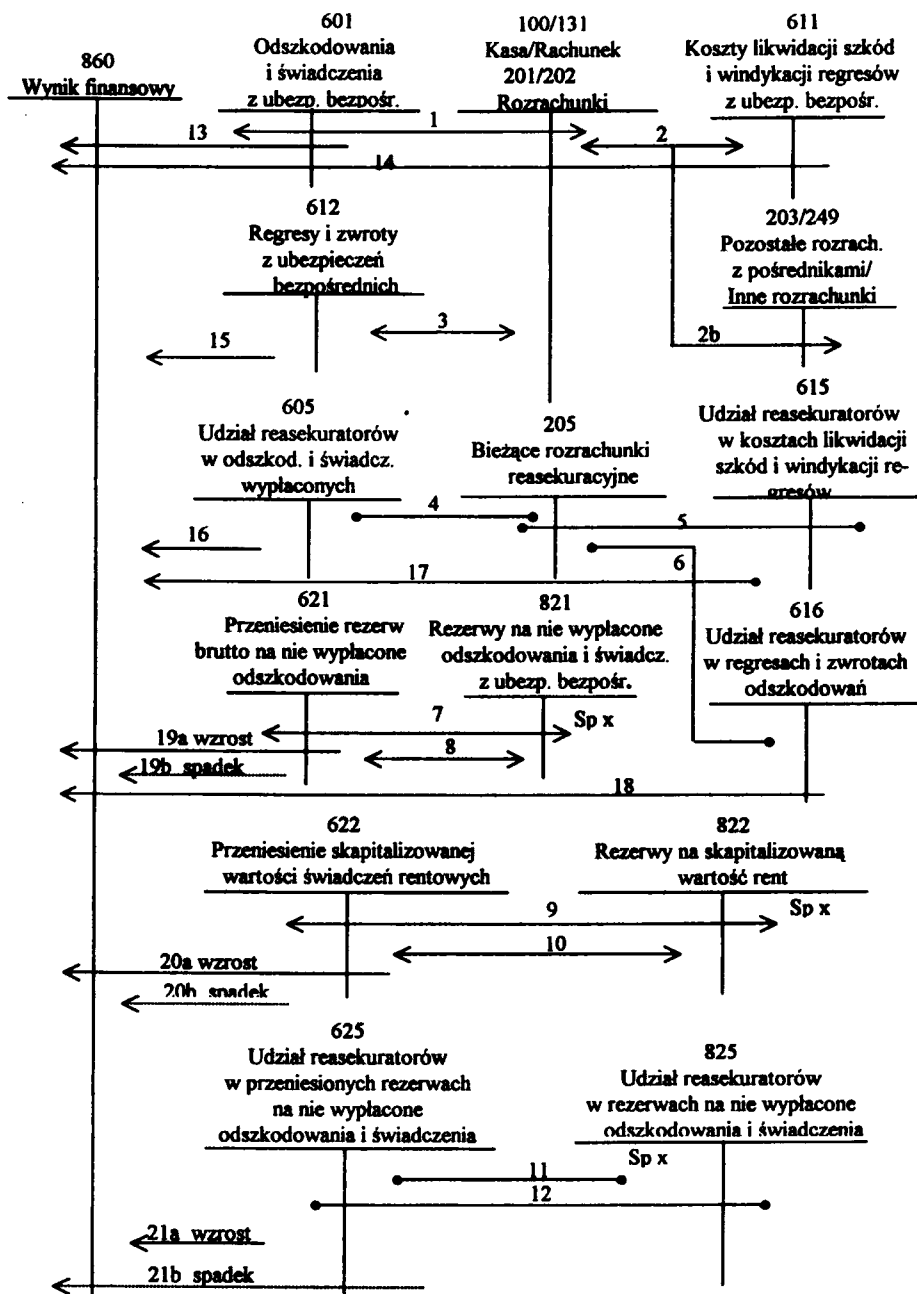 860
Wynik finansowy
601
Odszkodowania
i świadczenia
z ubezp. bezpośr.
100/131
Kasa/Rachunek
201/202
Rozrachunki
611
Koszty likwidacji szkód
i windykacji regresów
z ubezp. bezpośr.
1
13
2
14
612
Regresy i zwroty
z ubezpieczeń
bezpośrednich
203/249
Pozostałe rozrach.
z pośrednikami/
Inne rozrachunki
3
15
2b
605
Udział reasekuratorów
w odszkod. i świadcz.
wypłaconych
205
Bieżące rozrachunki
reasekuracyjne
615
Udział reasekuratorów
w kosztach likwidacji
szkód i windykacji re-
gresów
4
5
16
6
17
621
Przeniesienie rezerw
brutto na nie wypłacone
odszkodowania
821
Rezerwy na nie wypłacone
odszkodowania i świadcz.
z ubezp. bezpośr.
616
Udział reasekuratorów
w regresach i zwrotach
odszkodowań
7
Sp x
19a wzrost
8
19b spadek
18
622
Przeniesienie skapitalizowanej
wartości świadczeń rentowych
822
Rezerwy na skapitalizowaną
wartość rent
9
Sp x
10
20a wzrost
20b spadek
625
Udział reasekuratorów
w przeniesionych rezerwach
na nie wypłacone
odszkodowania i świadczenia
825
Udział reasekuratorów
w rezerwach na nie wypłacone
odszkodowania i świadczenia
Sp x
11
12
21a wzrost
21b spadek